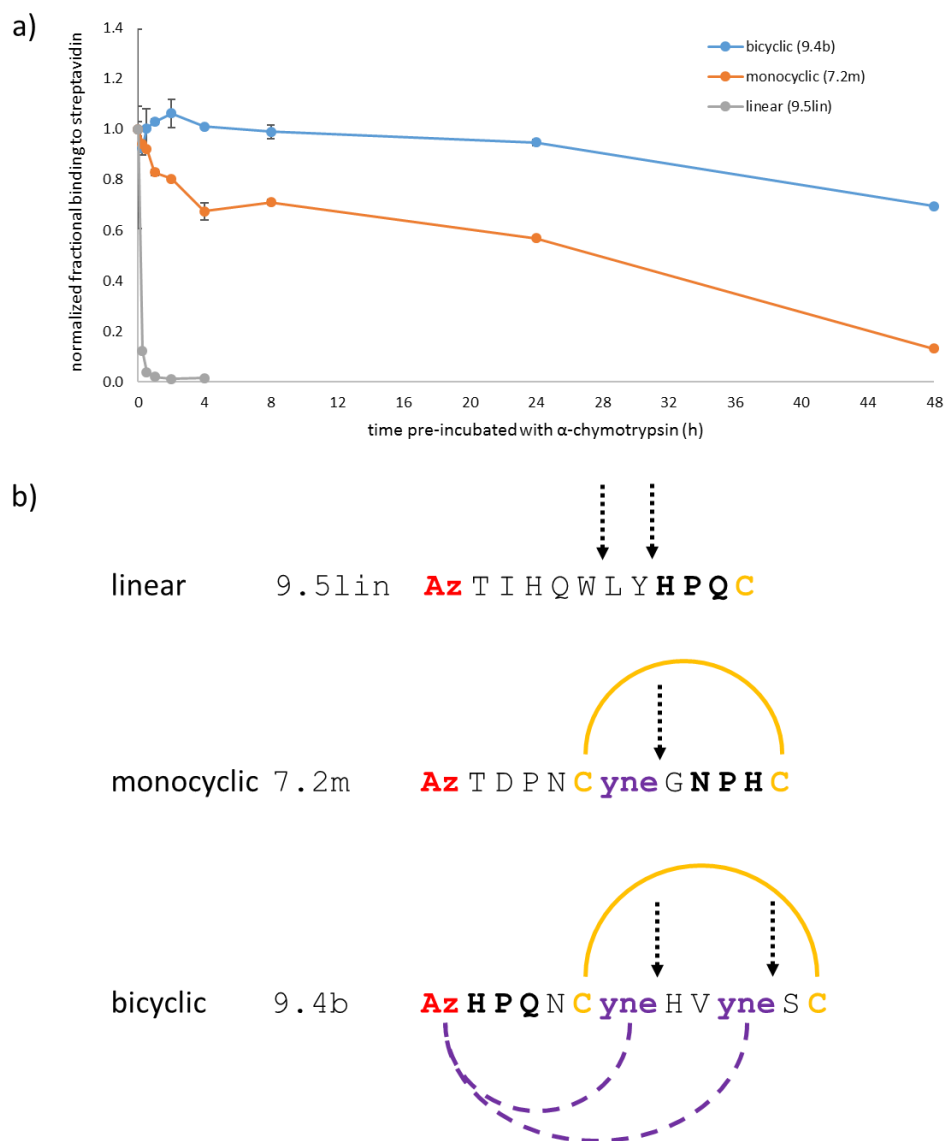 a)
normalized fractional binding to streptavidin
1.4
1.2
1.0
0.8
0.6
0.4
0.2
0.0
bicyclic (9.4b)
monocyclic (7.2m)
linear (9.5lin)
0 4 8 12 16 20 24 28 32 36 40 44 48
time pre-incubated with α-chymotrypsin (h)
b)
linear 9.5lin Az T I H Q W L Y H P Q C
monocyclic 7.2m Az T D P N C yne G N P H C
bicyclic 9.4b Az H P Q N C yne H V yne S C